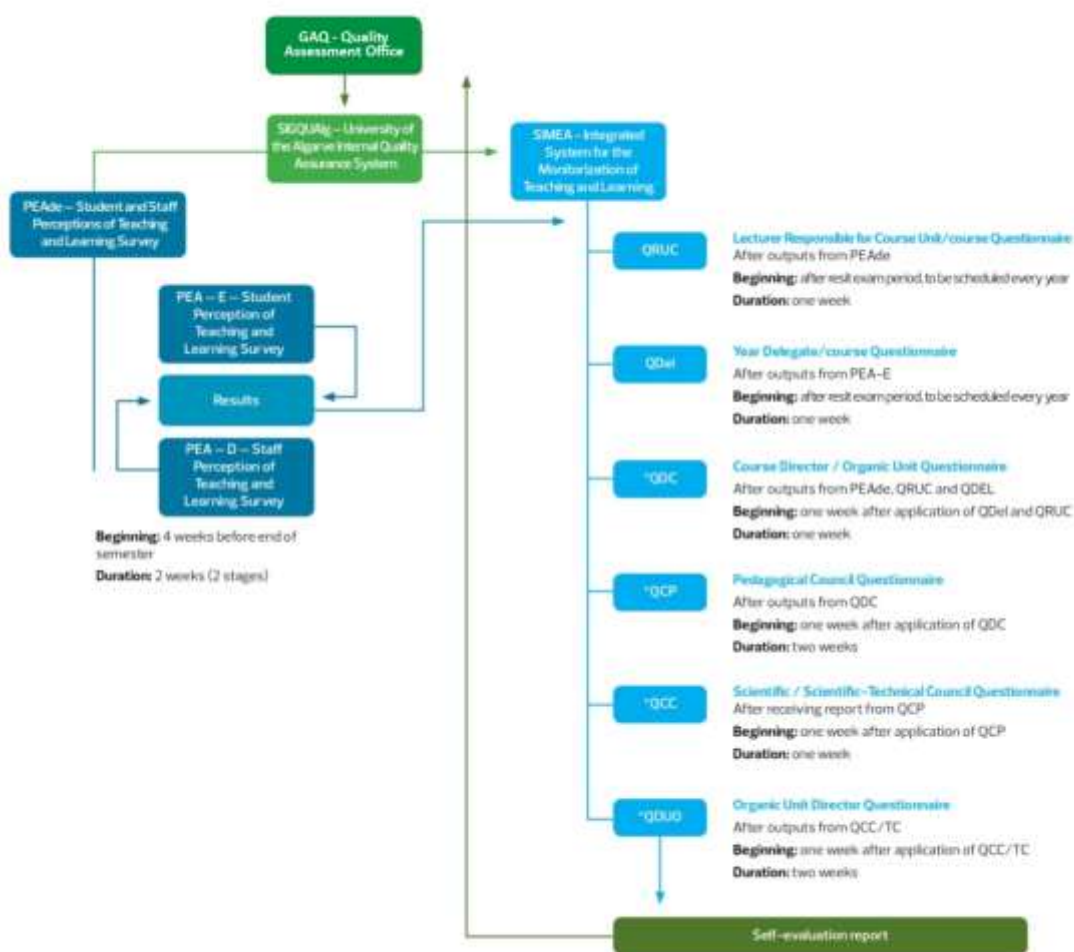 GAQ - Quality
Assessment Office
SIGQUAlg – University of
the Algarve Internal Quality
Assurance System
SIMEA – Integrated
System for the
Monitorization of
Teaching and Learning
PEAde – Student and Staff
Perceptions of Teaching
and Learning Survey
PEA – E – Student
Perception of
Teaching and
Learning Survey
Results
PEA – D – Staff
Perception of
Teaching and
Learning Survey
Beginning: 4 weeks before end of
semester
Duration: 2 weeks (2 stages)
QRUC
Lecturer Responsible for Course Unit/course Questionnaire
After outputs from PEAde
Beginning: after resit exam period, to be scheduled every year
Duration: one week
QDel
Year Delegate/course Questionnaire
After outputs from PEA-E
Beginning: after resit exam period, to be scheduled every year
Duration: one week
*QDC
Course Director / Organic Unit Questionnaire
After outputs from PEAde, QRUC and QDEL
Beginning: one week after application of QDel and QRUC
Duration: one week
*QCP
Pedagogical Council Questionnaire
After outputs from QDC
Beginning: one week after application of QDC
Duration: two weeks
*QCC
Scientific / Scientific-Technical Council Questionnaire
After receiving report from QCP
Beginning: one week after application of QCP
Duration: one week
*QDUO
Organic Unit Director Questionnaire
After outputs from QCC/TC
Beginning: one week after application of QCC/TC
Duration: two weeks
Self-evaluation report